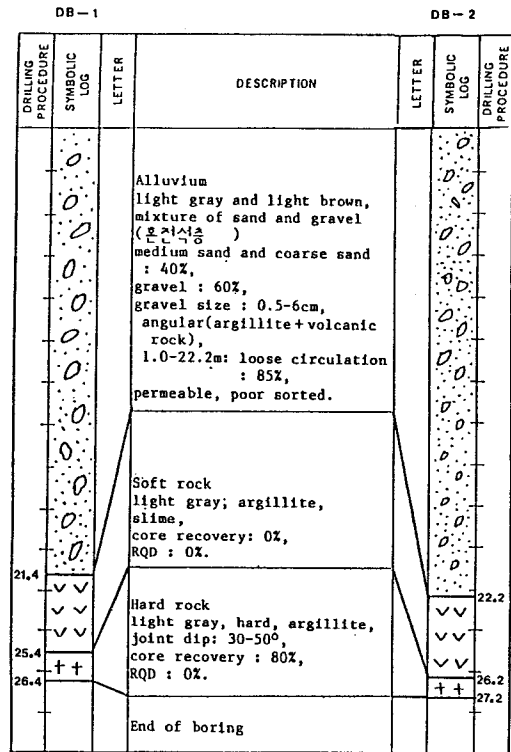 DB-1
DB-2
DRILLING PROCEDURE
SYMBOLIC LOG
LETTER
DESCRIPTION
LETTER
SYMBOLIC LOG
DRILLING PROCEDURE
Alluvium
light gray and light brown,
mixture of sand and gravel
(혼전석층 )
medium sand and coarse sand
: 40%,
gravel : 60%,
gravel size : 0.5-6cm,
angular(argillite+volcanic
rock),
1.0-22.2m: loose circulation
: 85%,
permeable, poor sorted.
Soft rock
light gray; argillite,
slime,
core recovery: 0%,
RQD : 0%.
21.4
22.2
Hard rock
light gray, hard, argillite,
joint dip: 30-50°,
core recovery : 80%,
RQD : 0%.
25.4
26.4
26.2
27.2
End of boring